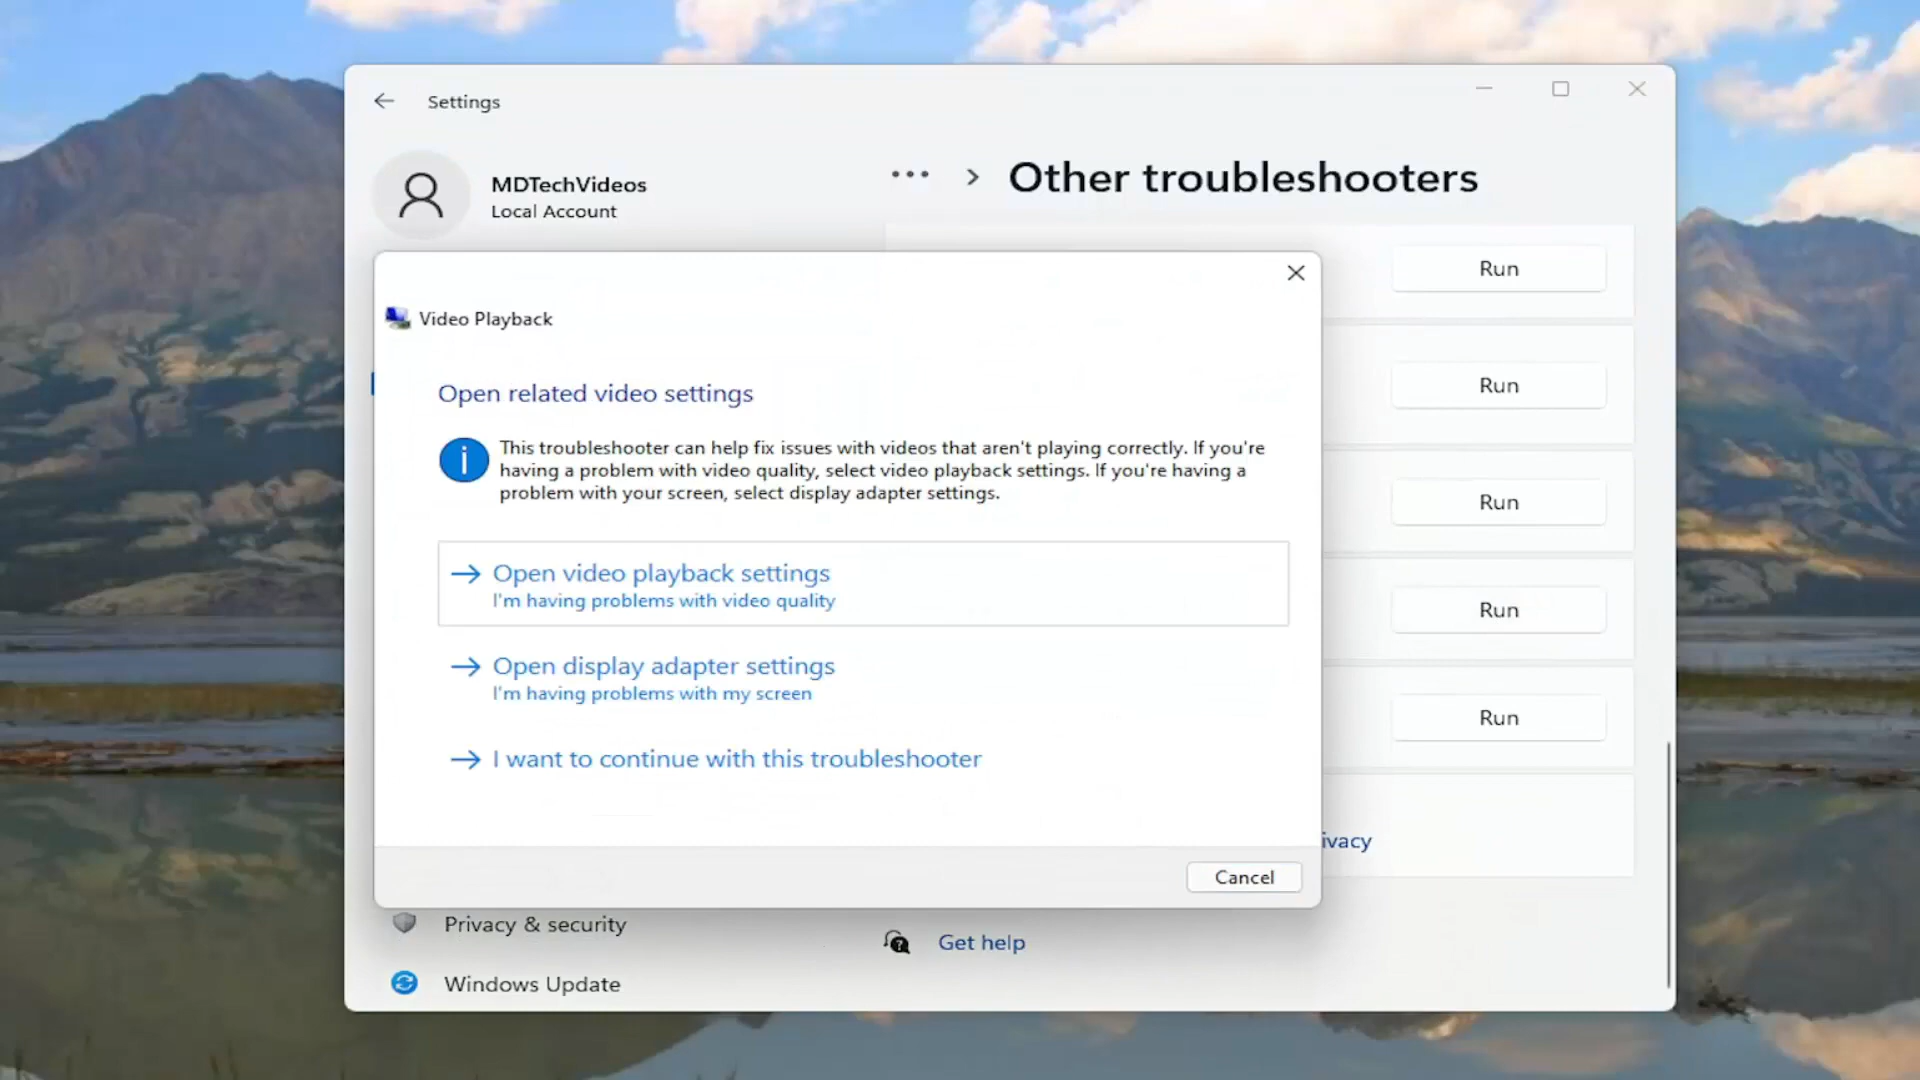 Settings
MDTechVideos
Local Account
Other troubleshooters
Run
Video Playback
Open related video settings
Run
This troubleshooter can help fix issues with videos that aren't playing correctly. If you're
having a problem with video quality, select video playback settings. If you're having a
problem with your screen, select display adapter settings.
Run
Open video playback settings
I'm having problems with video quality
Run
Open display adapter settings
I'm having problems with my screen
Run
I want to continue with this troubleshooter
ivacy
Cancel
Privacy & security
Get help
Windows Update